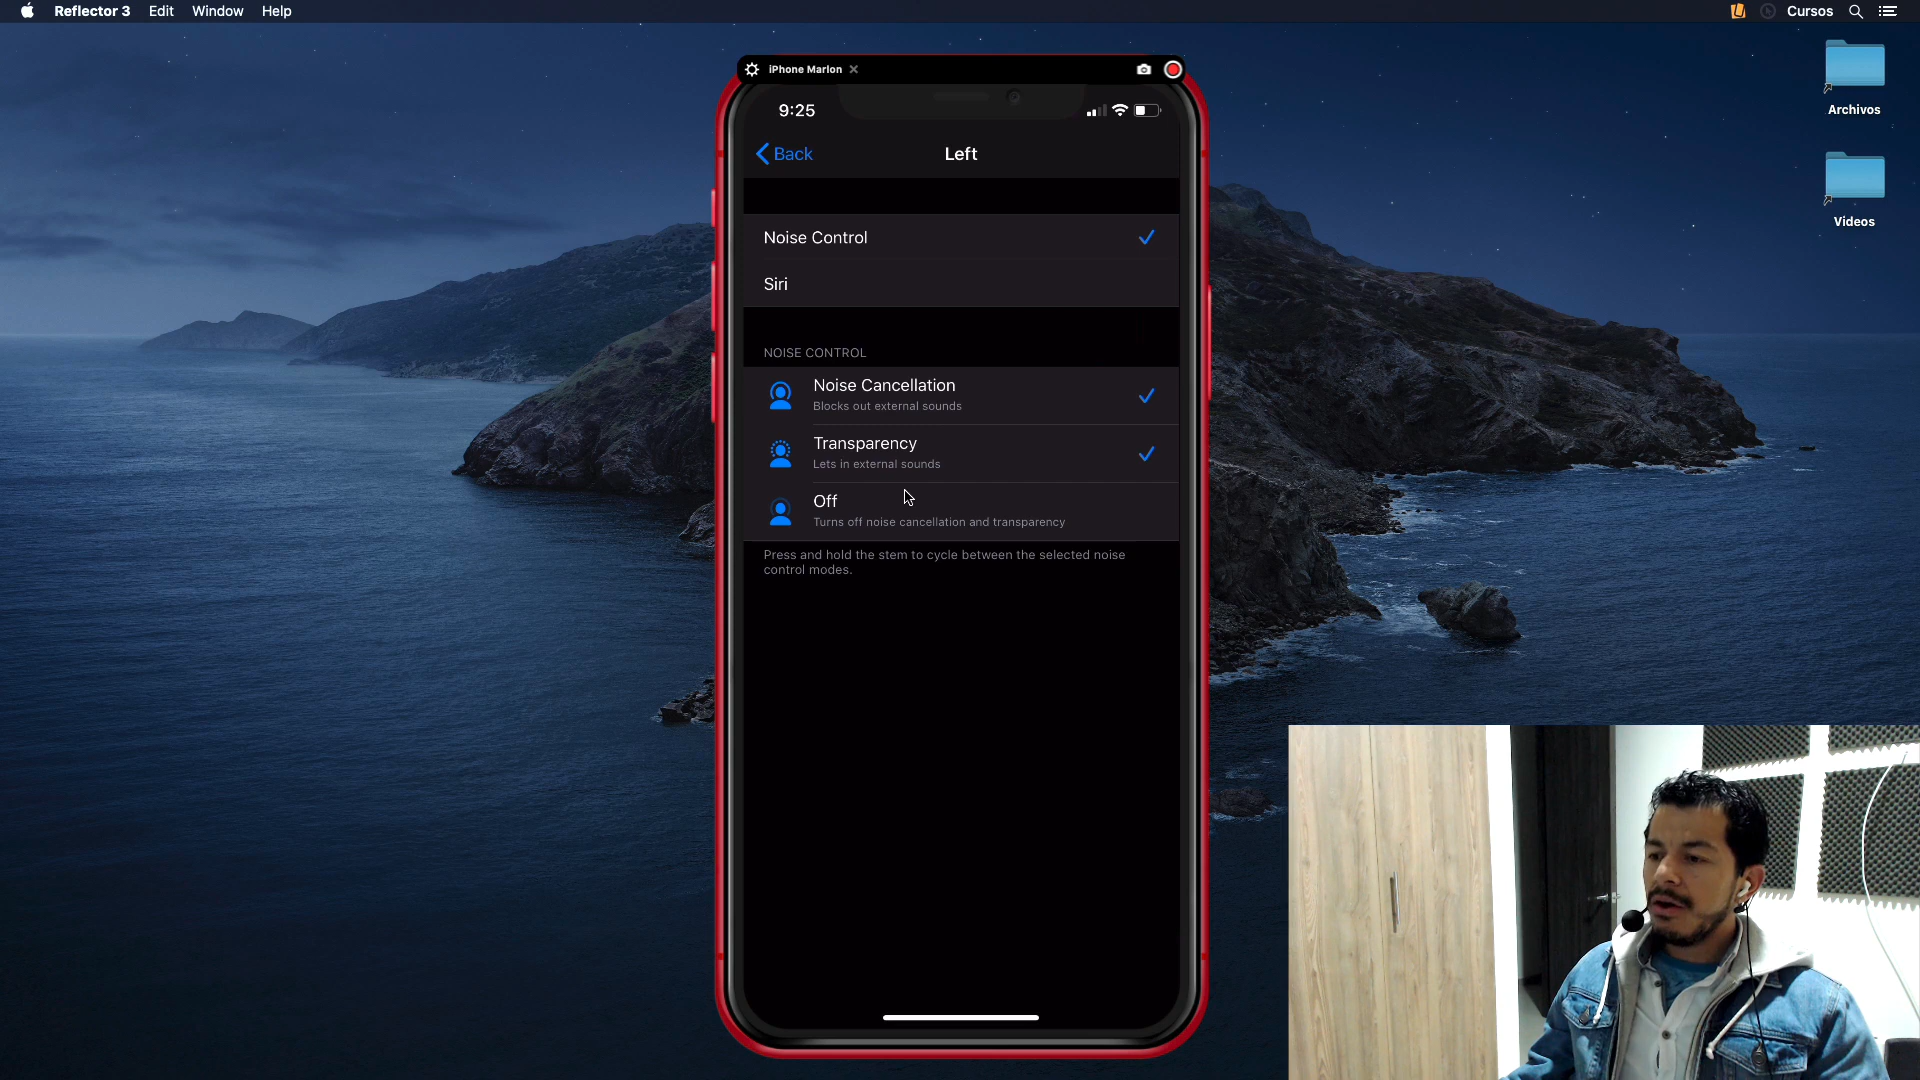 Reflector 3 Edit Window Help
Cursos
iPhone Marlon
9:25
Back
Left
Noise Control
Siri
NOISE CONTROL
Noise Cancellation
Blocks out external sounds
Transparency
Lets in external sounds
Off
Turns off noise cancellation and transparency
Press and hold the stem to cycle between the selected noise
control modes.
Archivos
Videos